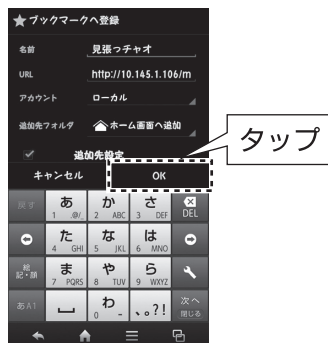 ブックマークへ登録
名前 見張っチャオ
URL http://10.145.1.106/m
アカウント ローカル
追加先フォルダ ホーム画面へ追加
追加先設定
キャンセル OK
タップ
戻す あ 1 .@/_ か 2 ABC さ 3 DEF DEL
た 4 GHI な 5 JKL は 6 MNO
絵・顔 記 ま 7 PQRS や 8 TUV ら 9 WXYZ
あA1 わ 0 - 、。?! 次へ
閉じる